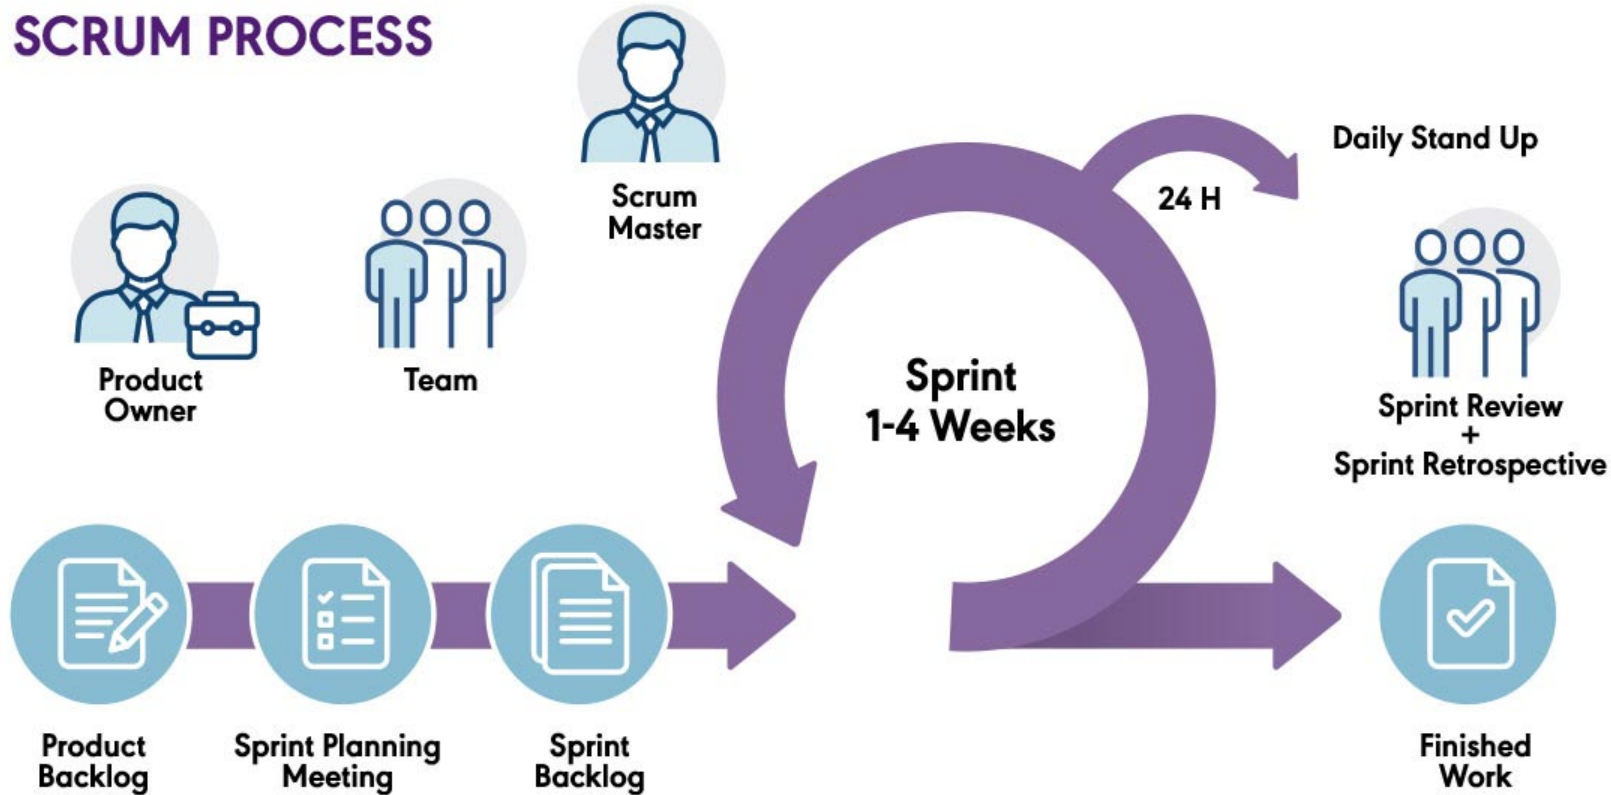 SCRUM PROCESS
Scrum
Master
Product
Owner
Team
Daily Stand Up
24 H
Sprint
1-4 Weeks
Sprint Review
+
Sprint Retrospective
Product
Backlog
Sprint Planning
Meeting
Sprint
Backlog
Finished
Work